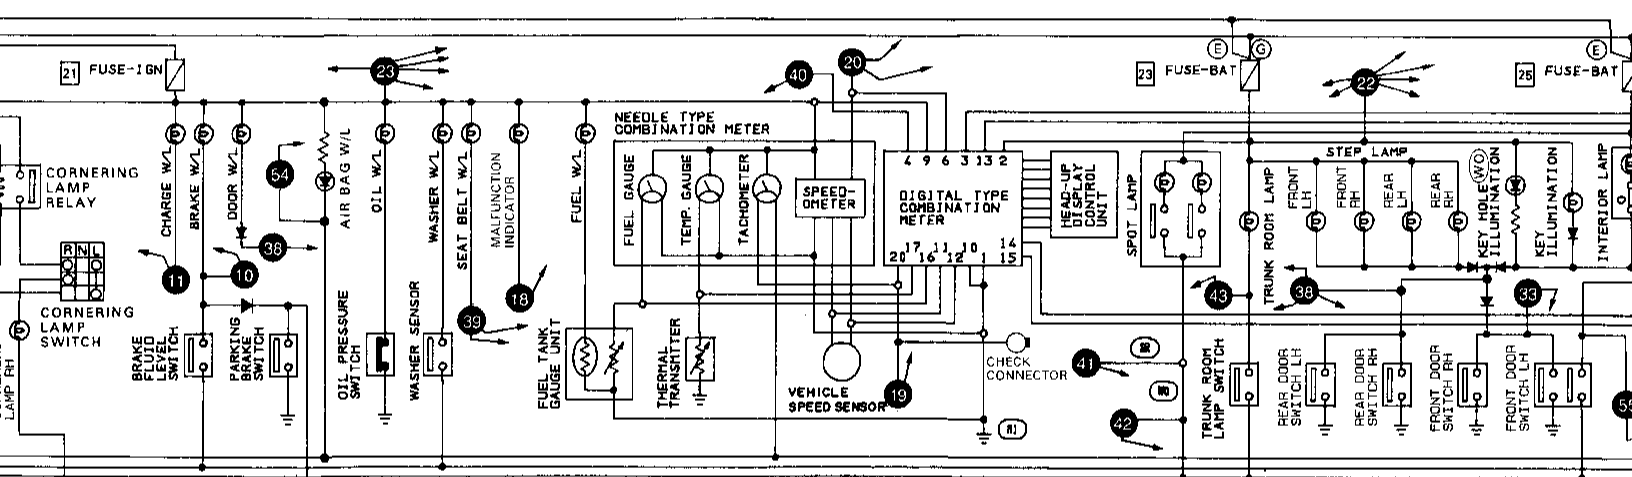 21
FUSE-IGN
23
40
20
E
G
23
FUSE-BAT
22
E
25
FUSE-BAT
CORNERING
LAMP
RELAY
R N L
CORNERING
LAMP
SWITCH
LAMP RH
CHARGE W/L
BRAKE W/L
DOOR W/L
54
AIR BAG W/L
OIL W/L
WASHER W/L
SEAT BELT W/L
MALFUNCTION
INDICATOR
FUEL W/L
11
10
38
39
18
NEEDLE TYPE
COMBINATION METER
FUEL GAUGE
TEMP. GAUGE
TACHOMETER
SPEED-
OMETER
4 9 6 3 13 2
DIGITAL TYPE
COMBINATION
METER
17 11 10 14
20 16 12 1 15
HEAD-UP
DISPLAY
CONTROL
UNIT
SPOT LAMP
TRUNK ROOM LAMP
STEP LAMP
FRONT
LH
FRONT
RH
REAR
LH
REAR
RH
KEY HOLE W/O
ILLUMINATION
KEY
ILLUMINATION
INTERIOR LAMP
43
38
33
BRAKE
FLUID
LEVEL
SWITCH
PARKING
BRAKE
SWITCH
OIL PRESSURE
SWITCH
WASHER SENSOR
FUEL TANK
GAUGE UNIT
THERMAL
TRANSMITTER
VEHICLE
SPEED SENSOR
19
CHECK
CONNECTOR
41
42
TRUNK ROOM
LAMP SWITCH
REAR DOOR
SWITCH LH
REAR DOOR
SWITCH RH
FRONT DOOR
SWITCH RH
FRONT DOOR
SWITCH LH